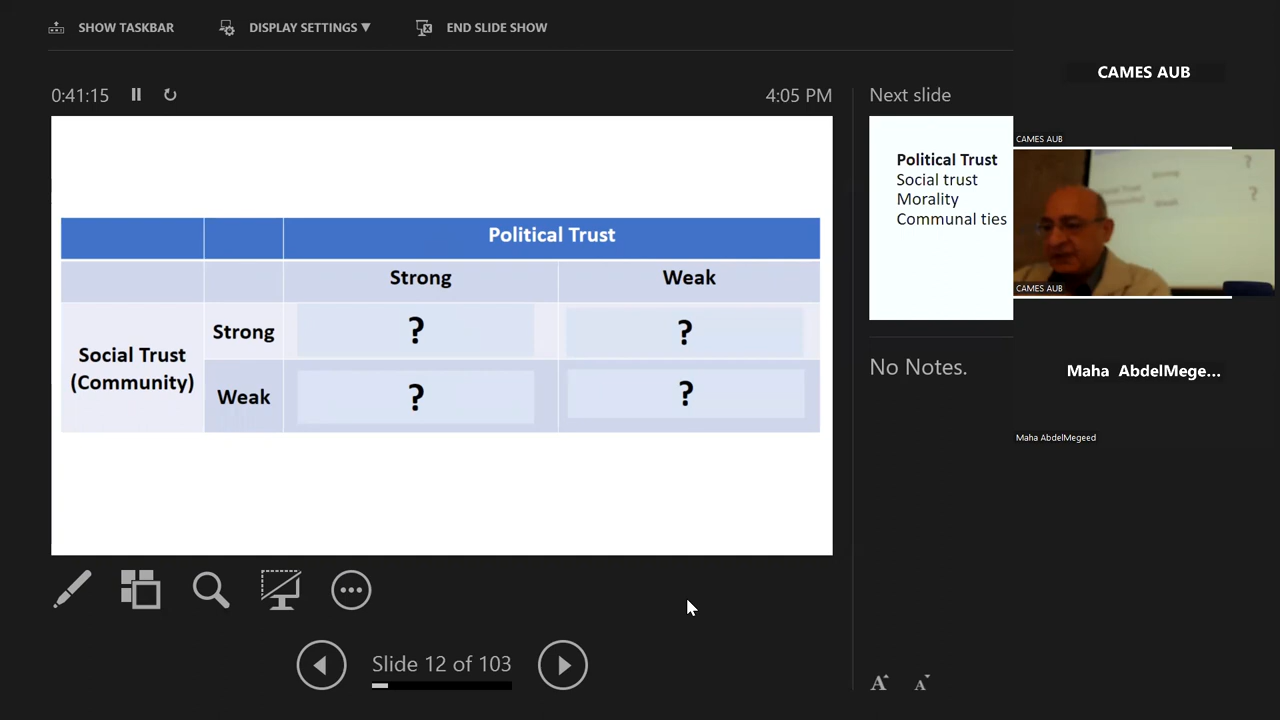 SHOW TASKBAR
DISPLAY SETTINGS ▼
END SLIDE SHOW
0:41:15
4:05 PM
Political Trust
Strong
Weak
Social Trust
(Community)
Strong
?
?
Weak
?
?
Slide 12 of 103
Next slide
Political Trust
Social trust
Morality
Communal ties
No Notes.
A
A
CAMES AUB
CAMES AUB
Strong
Weak
?
?
CAMES AUB
Maha AbdelMege...
Maha AbdelMegeed